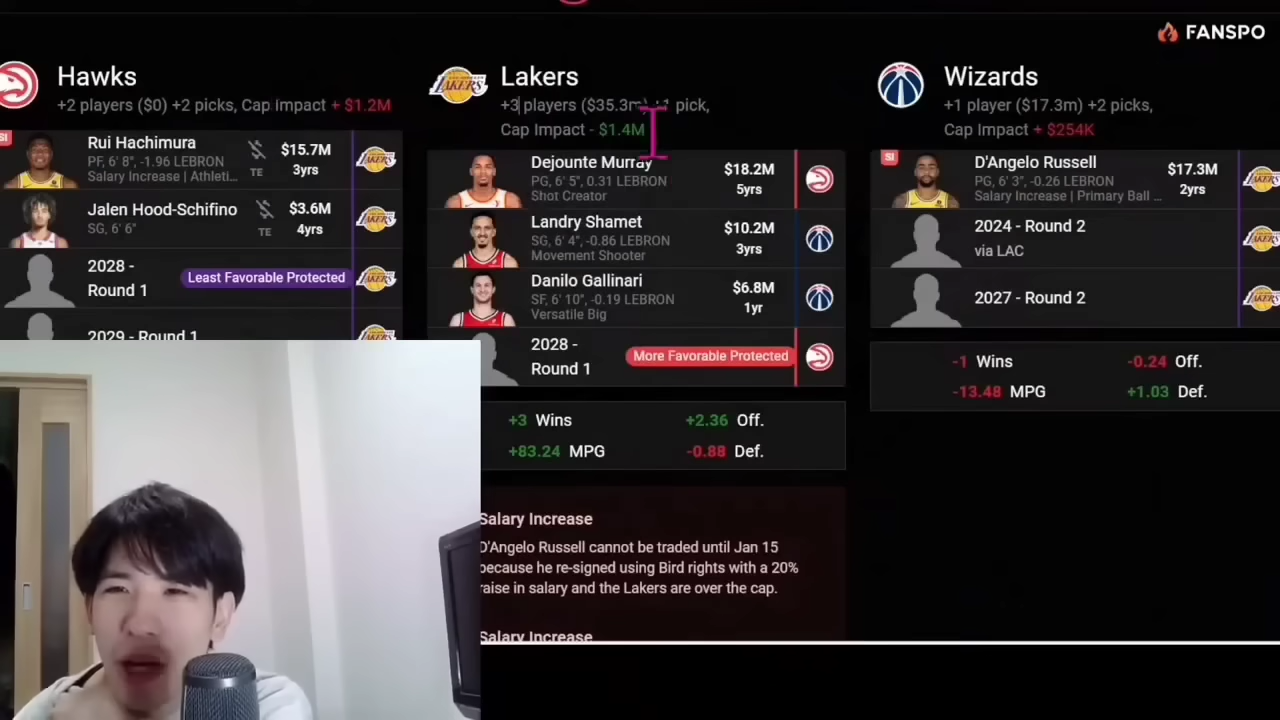 FANSPO
Hawks
+2 players ($0) +2 picks, Cap impact + $1.2M
SI
Rui Hachimura
PF, 6' 8", -1.96 LEBRON
Salary Increase | Athleti...
TE
$15.7M
3yrs
Jalen Hood-Schifino
SG, 6' 6"
TE
$3.6M
4yrs
2028 -
Round 1
Least Favorable Protected
2029 - Round 1
LAKERS
Lakers
+3 players ($35.3m) +1 pick,
Cap Impact - $1.4M
Dejounte Murray
PG, 6' 5", 0.31 LEBRON
Shot Creator
$18.2M
5yrs
Landry Shamet
SG, 6' 4", -0.86 LEBRON
Movement Shooter
$10.2M
3yrs
Danilo Gallinari
SF, 6' 10", -0.19 LEBRON
Versatile Big
$6.8M
1yr
2028 -
Round 1
More Favorable Protected
+3 Wins
+2.36 Off.
+83.24 MPG
-0.88 Def.
Salary Increase
D'Angelo Russell cannot be traded until Jan 15
because he re-signed using Bird rights with a 20%
raise in salary and the Lakers are over the cap.
Salary Increase
Wizards
+1 player ($17.3m) +2 picks,
Cap Impact + $254K
SI
D'Angelo Russell
PG, 6' 3", -0.26 LEBRON
Salary Increase | Primary Ball ...
$17.3M
2yrs
2024 - Round 2
via LAC
2027 - Round 2
-1 Wins
-0.24 Off.
-13.48 MPG
+1.03 Def.